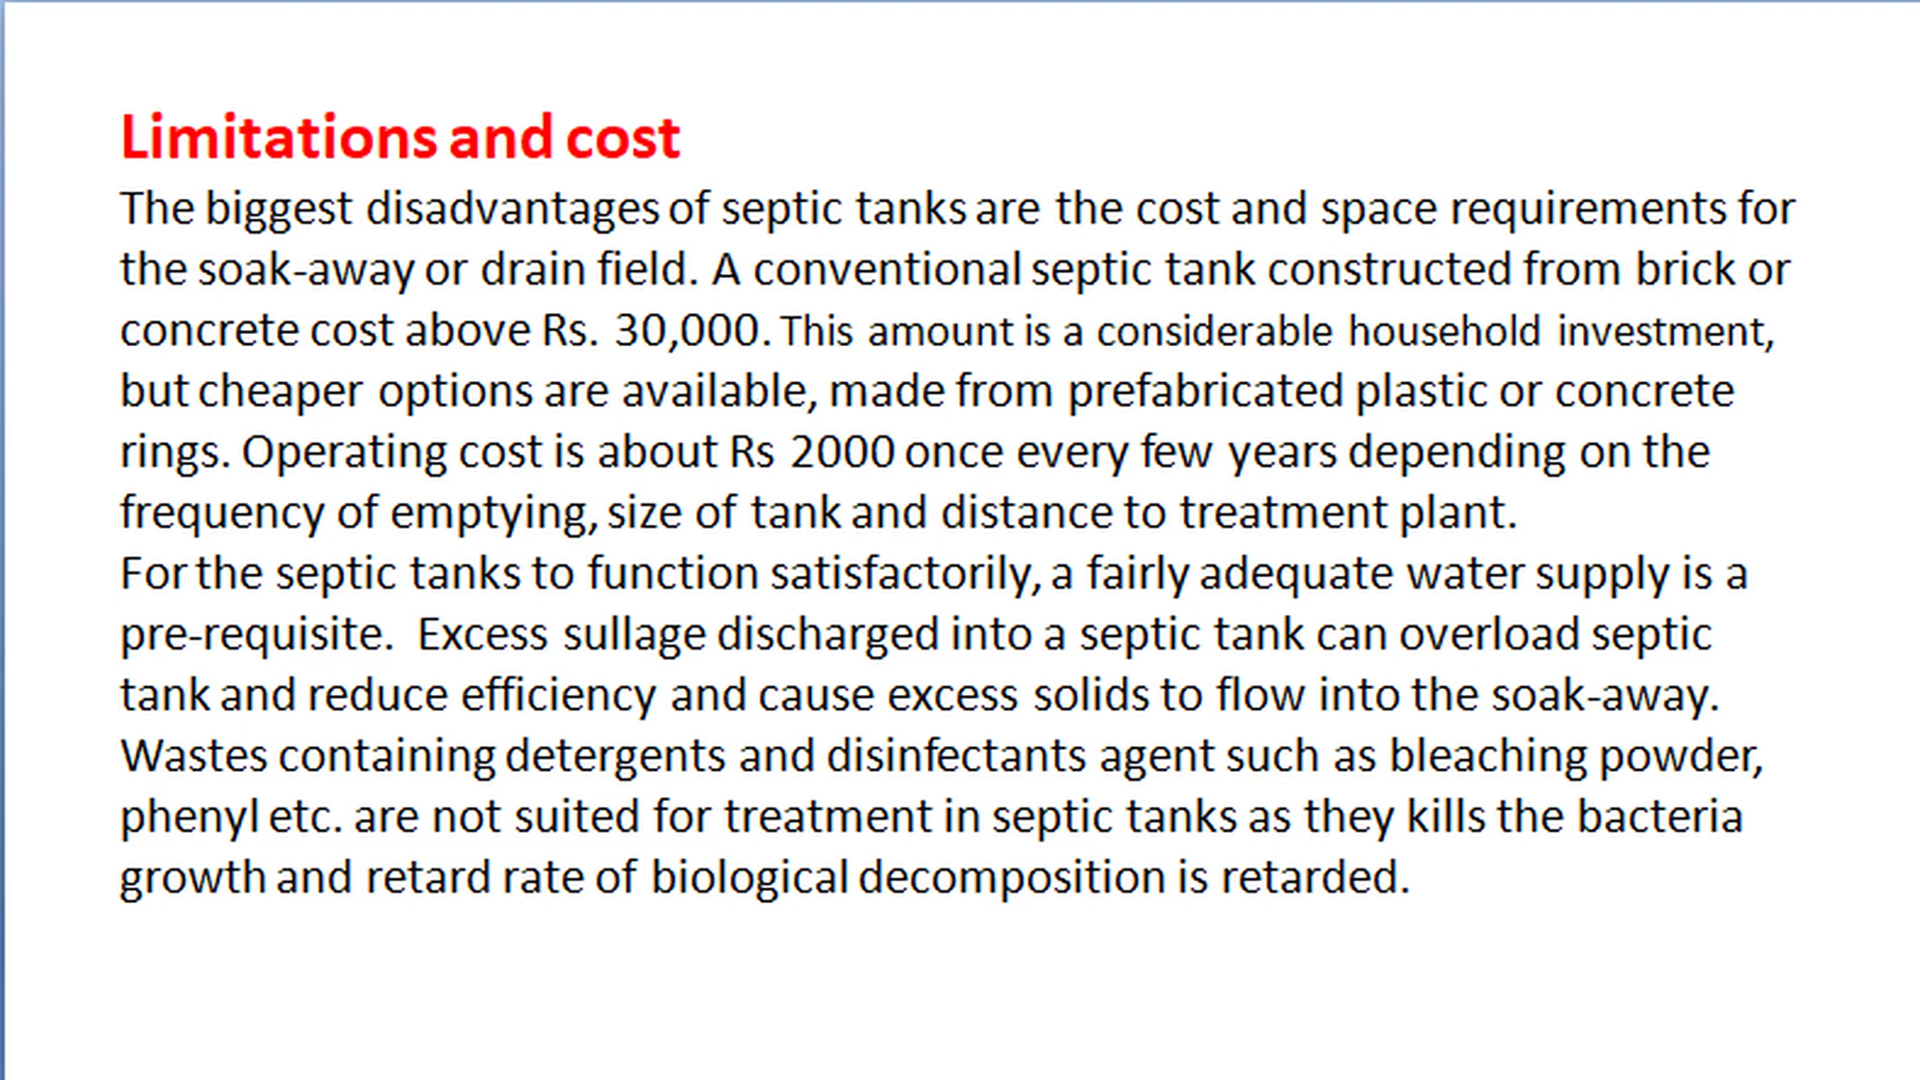 Limitations and cost
The biggest disadvantages of septic tanks are the cost and space requirements for
the soak-away or drain field. A conventional septic tank constructed from brick or
concrete cost above Rs. 30,000. This amount is a considerable household investment,
but cheaper options are available, made from prefabricated plastic or concrete
rings. Operating cost is about Rs 2000 once every few years depending on the
frequency of emptying, size of tank and distance to treatment plant.
For the septic tanks to function satisfactorily, a fairly adequate water supply is a
pre-requisite. Excess sullage discharged into a septic tank can overload septic
tank and reduce efficiency and cause excess solids to flow into the soak-away.
Wastes containing detergents and disinfectants agent such as bleaching powder,
phenyl etc. are not suited for treatment in septic tanks as they kills the bacteria
growth and retard rate of biological decomposition is retarded.